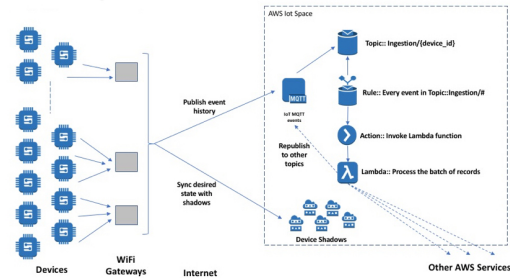 AWS Iot Space
Topic:: Ingestion/{device_id}
MQTT
Publish event
history
Rule:: Every event in Topic::Ingestion/#
IoT MQTT
events
Action:: Invoke Lambda function
Republish
to other
topics
Lambda:: Process the batch of records
Sync desired
state with
shadows
Device Shadows
Devices
WiFi
Gateways
Internet
Other AWS Services